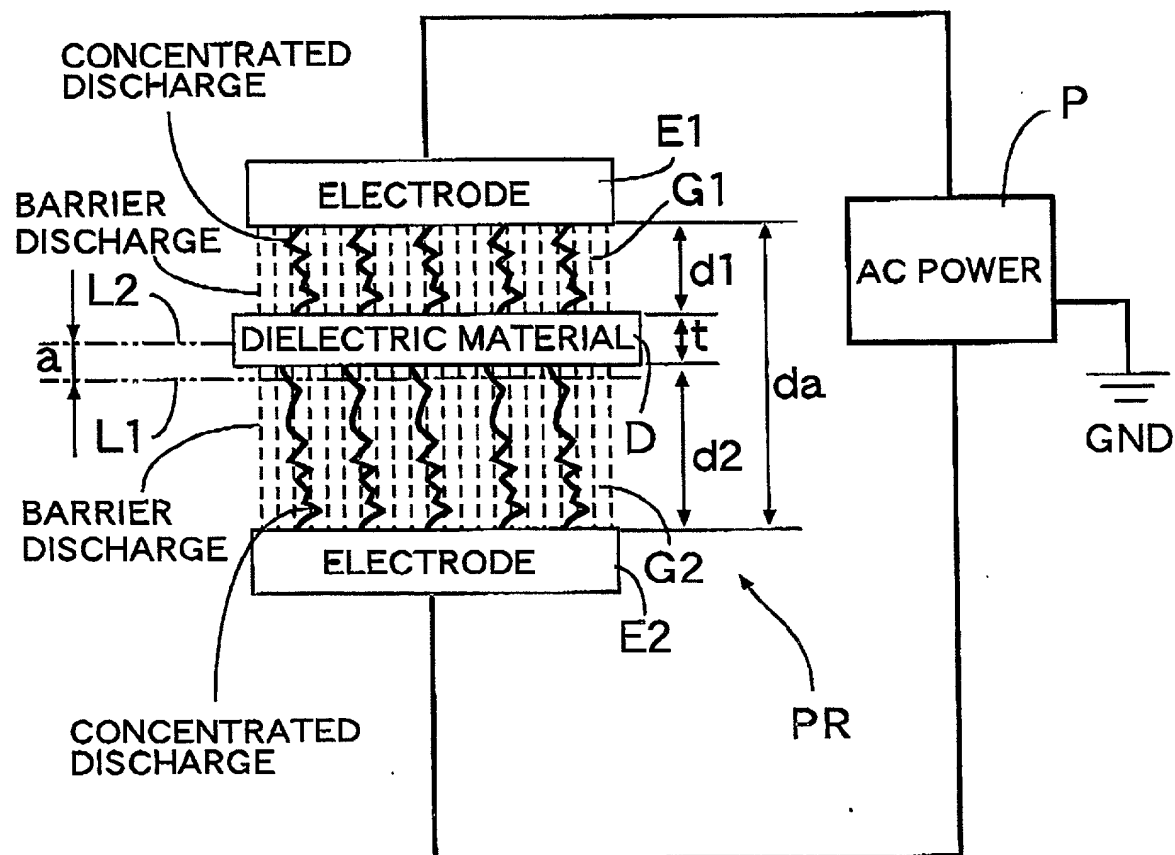 CONCENTRATED
DISCHARGE
P
E1
ELECTRODE
G1
BARRIER
DISCHARGE
d1
AC POWER
L2
DIELECTRIC MATERIAL
t
a
da
L1
D
d2
GND
BARRIER
DISCHARGE
ELECTRODE
G2
E2
CONCENTRATED
DISCHARGE
PR